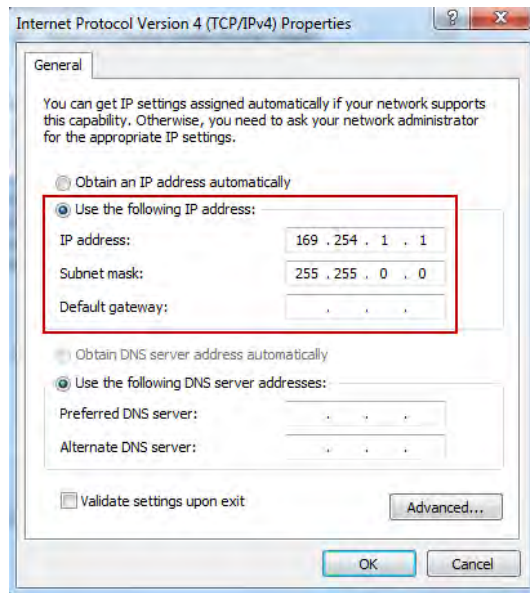 Internet Protocol Version 4 (TCP/IPv4) Properties
General
You can get IP settings assigned automatically if your network supports
this capability. Otherwise, you need to ask your network administrator
for the appropriate IP settings.
Obtain an IP address automatically
Use the following IP address:
IP address: 169 . 254 . 1 . 1
Subnet mask: 255 . 255 . 0 . 0
Default gateway: . . .
Obtain DNS server address automatically
Use the following DNS server addresses:
Preferred DNS server: . . .
Alternate DNS server: . . .
Validate settings upon exit
Advanced...
OK Cancel